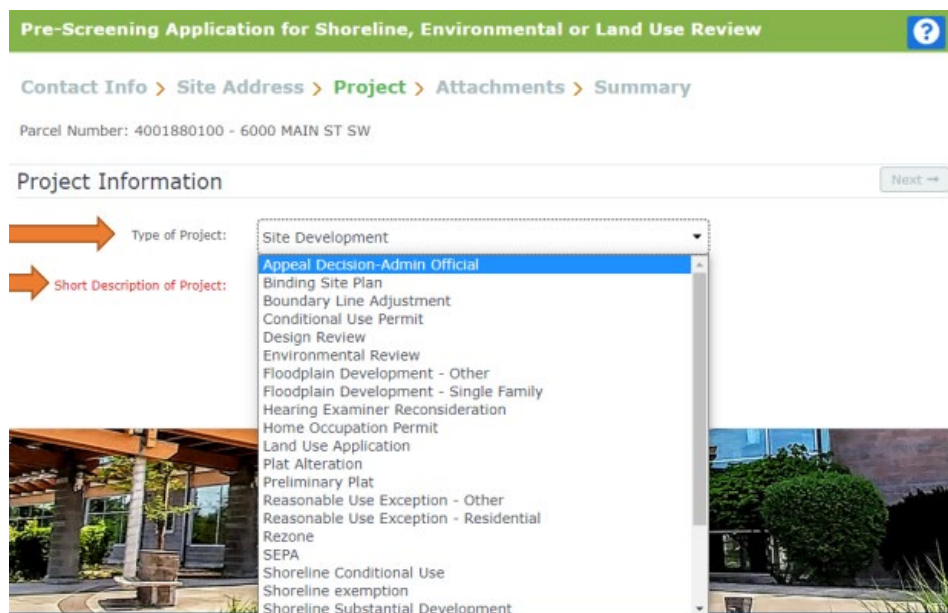 Pre-Screening Application for Shoreline, Environmental or Land Use Review
?
Contact Info > Site Address > Project > Attachments > Summary
Parcel Number: 4001880100 - 6000 MAIN ST SW
Project Information
Next →
Type of Project:
Site Development
Short Description of Project:
Appeal Decision-Admin Official
Binding Site Plan
Boundary Line Adjustment
Conditional Use Permit
Design Review
Environmental Review
Floodplain Development - Other
Floodplain Development - Single Family
Hearing Examiner Reconsideration
Home Occupation Permit
Land Use Application
Plat Alteration
Preliminary Plat
Reasonable Use Exception - Other
Reasonable Use Exception - Residential
Rezone
SEPA
Shoreline Conditional Use
Shoreline exemption
Shoreline Substantial Development